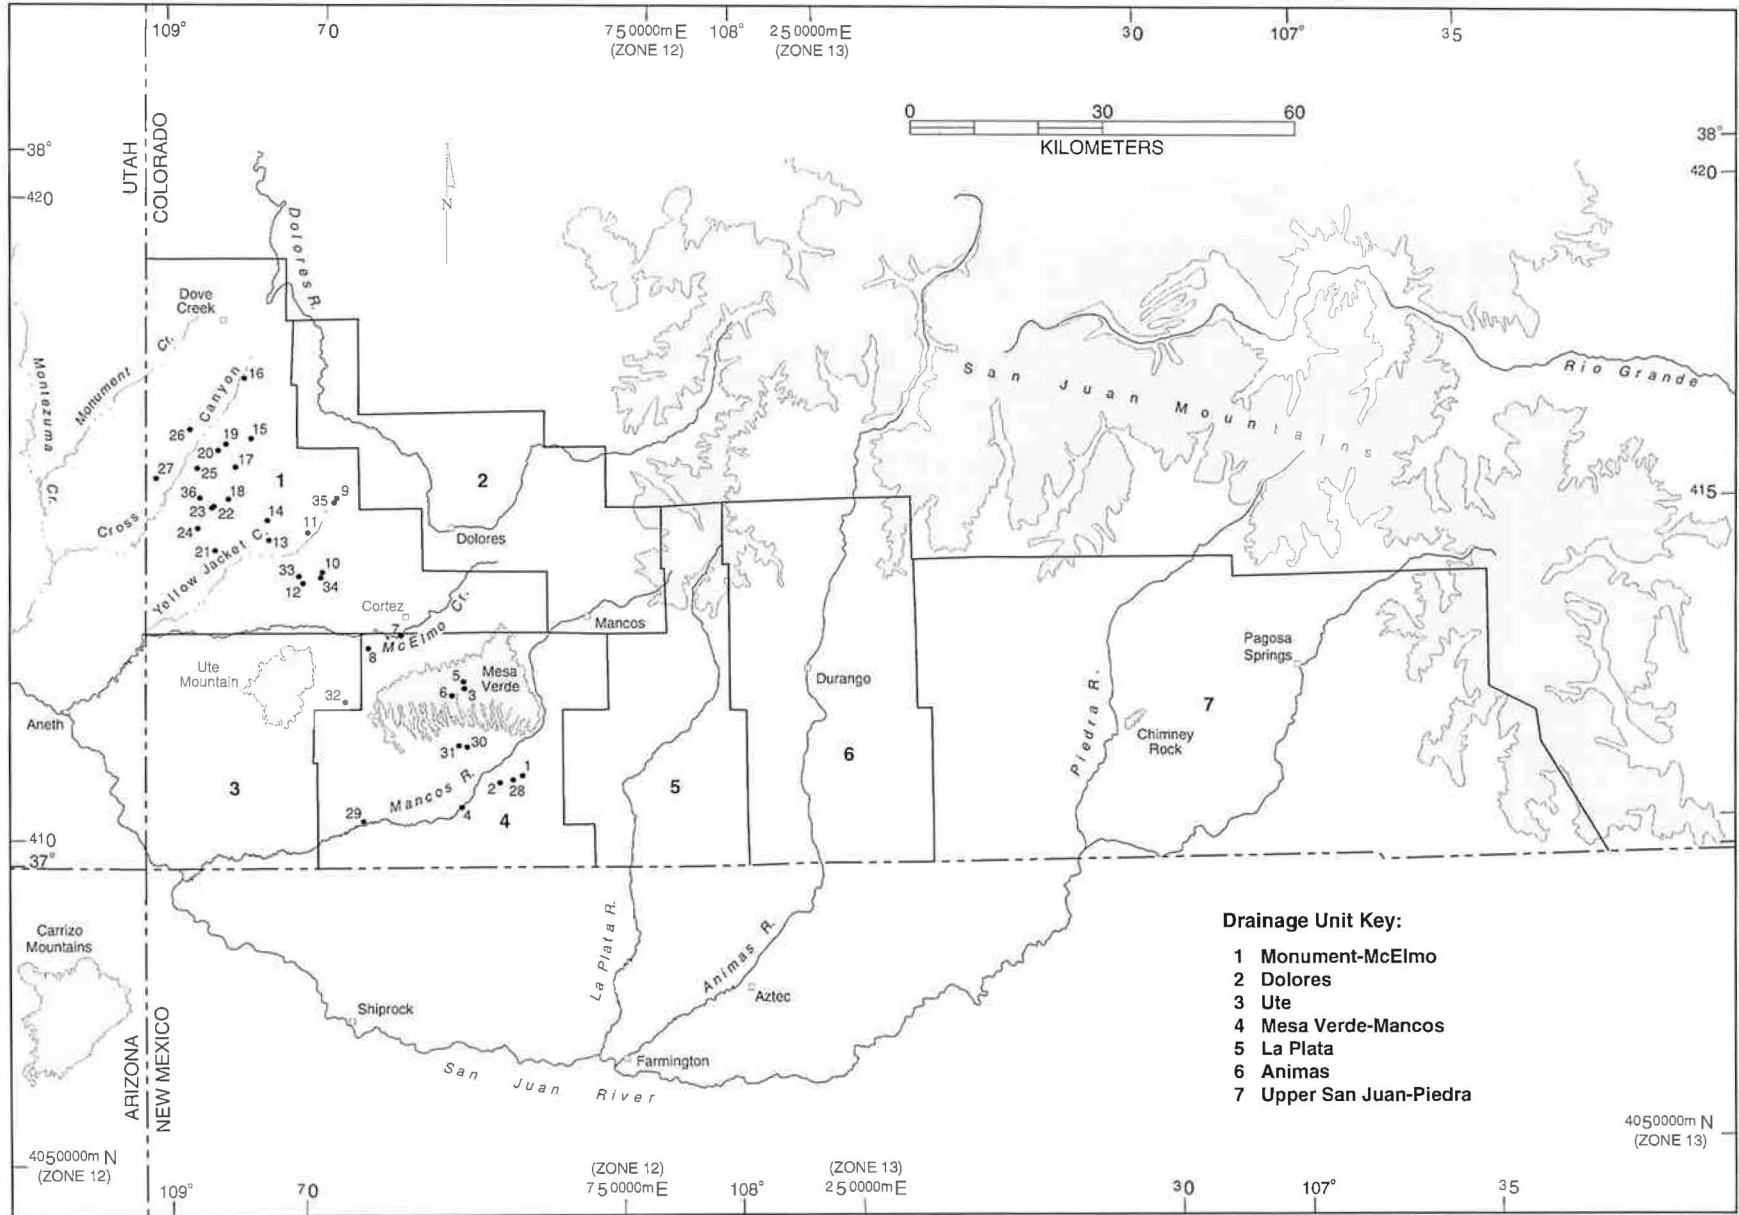 109° 70 750000m E 108° 250000m E 30 107° 35
(ZONE 12) (ZONE 13)
0 30 60
KILOMETERS
38° 38°
420 420
UTAH
COLORADO
N
Dolores R.
Dove
Creek
Montezuma
Cr.
Monument
Cr.
Cross
Canyon
16
26
19
15
20
17
27
25
1
36
18
35
9
23
22
14
11
24
13
21
Yellow Jacket C.
33
10
12
34
San Juan Mountains
Rio Grande
415
2
Dolores
Cortez
7
McElmo Cr.
8
Mancos
Ute
Mountain
32
Mesa
Verde
5
6
3
Aneth
31
30
1
2
28
Mancos R.
29
4
3
4
5
6
Durango
Piedra R.
Pagosa
Springs
7
Chimney
Rock
410
37°
Carrizo
Mountains
La Plata R.
Animas R.
Aztec
Shiprock
Farmington
San Juan River
ARIZONA
NEW MEXICO
Drainage Unit Key:
1 Monument-McElmo
2 Dolores
3 Ute
4 Mesa Verde-Mancos
5 La Plata
6 Animas
7 Upper San Juan-Piedra
4050000m N
(ZONE 12)
4050000m N
(ZONE 13)
(ZONE 12) (ZONE 13)
109° 70 750000m E 108° 250000m E 30 107° 35